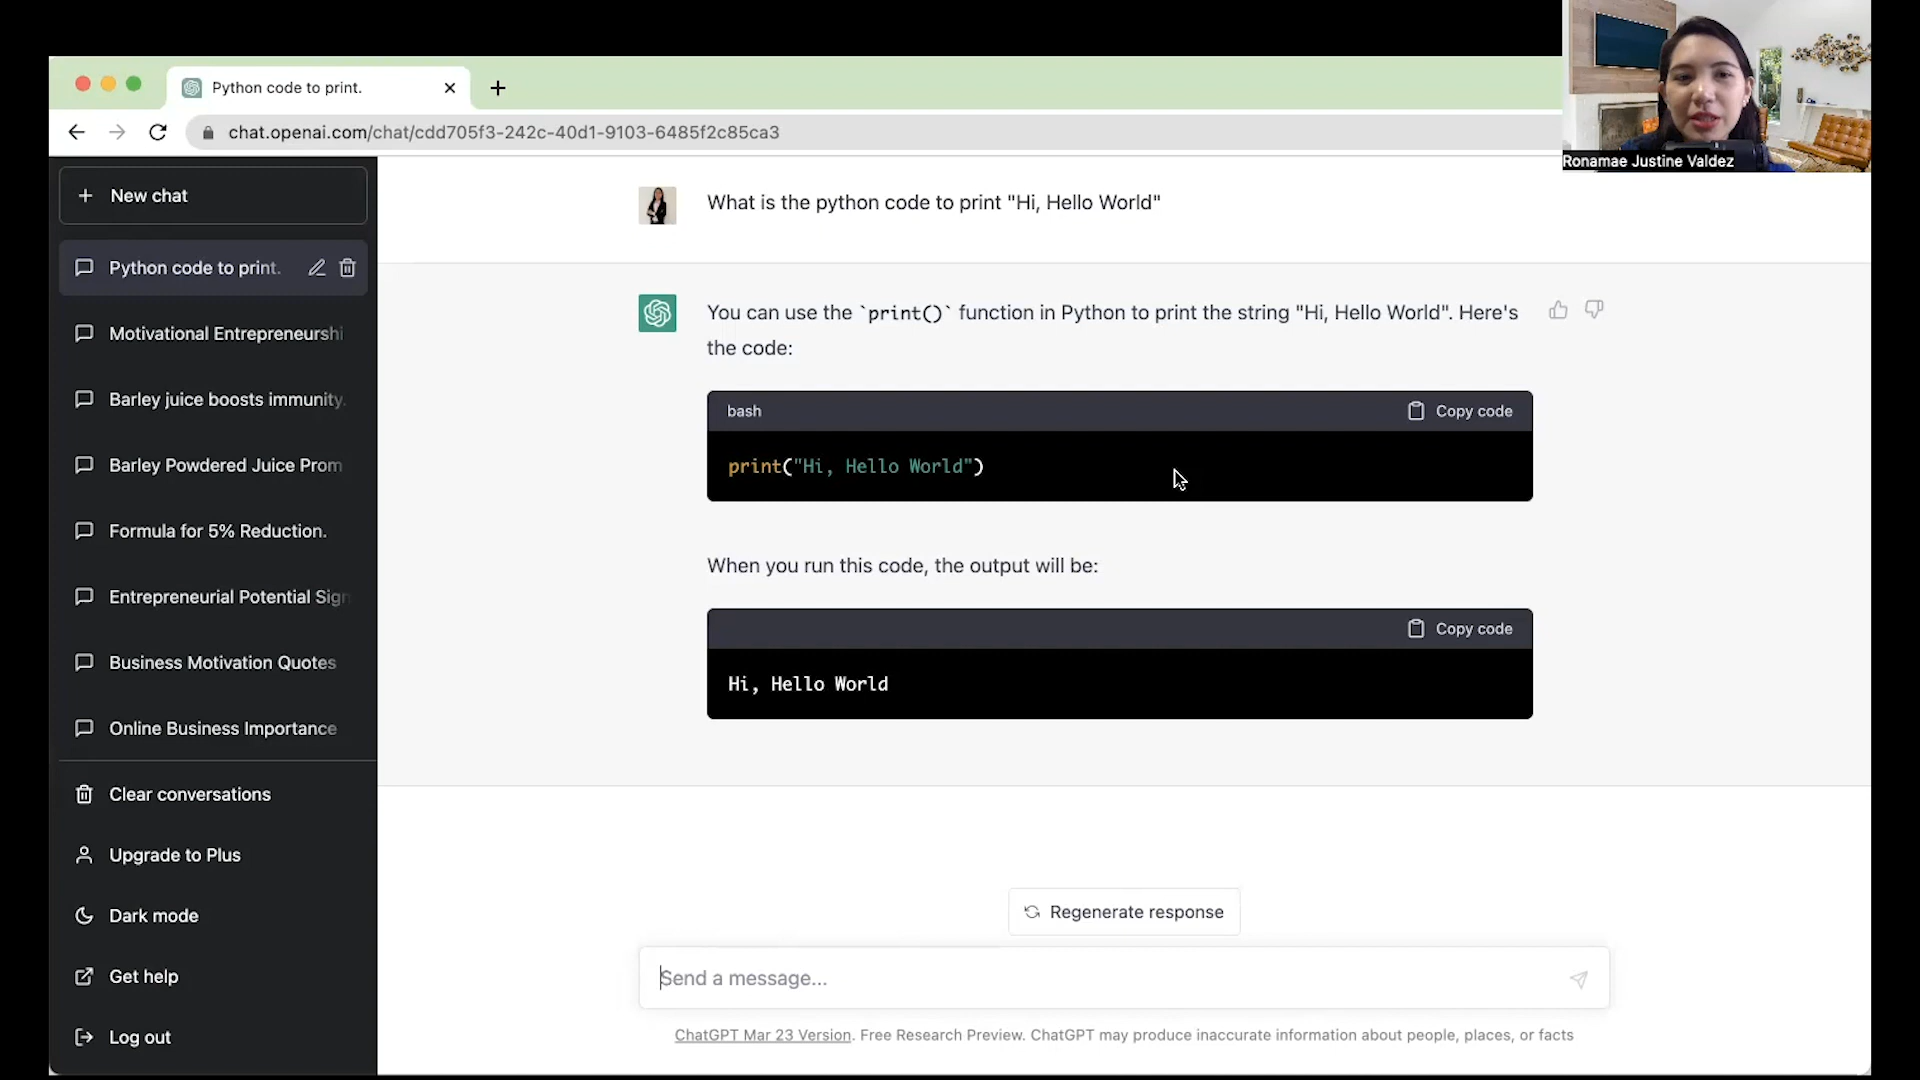 Python code to print.
chat.openai.com/chat/cdd705f3-242c-40d1-9103-6485f2c85ca3
Ronamae Justine Valdez
New chat
Python code to print.
Motivational Entrepreneurshi
Barley juice boosts immunity.
Barley Powdered Juice Prom
Formula for 5% Reduction.
Entrepreneurial Potential Sign
Business Motivation Quotes
Online Business Importance
Clear conversations
Upgrade to Plus
Dark mode
Get help
Log out
What is the python code to print "Hi, Hello World"
You can use the `print()` function in Python to print the string "Hi, Hello World". Here's
the code:
bash
Copy code
print("Hi, Hello World")
When you run this code, the output will be:
Copy code
Hi, Hello World
Regenerate response
Send a message...
ChatGPT Mar 23 Version. Free Research Preview. ChatGPT may produce inaccurate information about people, places, or facts